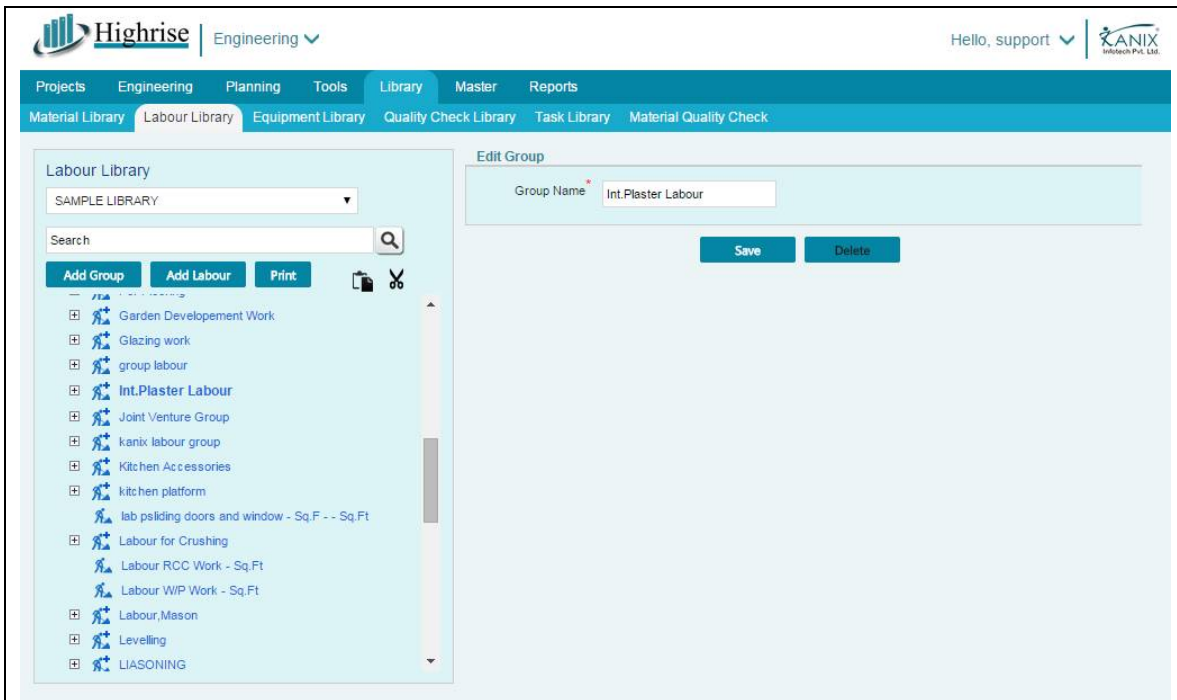 Highrise Engineering
Hello, support
KANIX
Infotech Pvt. Ltd.
Projects Engineering Planning Tools Library Master Reports
Material Library Labour Library Equipment Library Quality Check Library Task Library Material Quality Check
Labour Library
SAMPLE LIBRARY
Search
Add Group Add Labour Print
Garden Developement Work
Glazing work
group labour
Int.Plaster Labour
Joint Venture Group
kanix labour group
Kitchen Accessories
kitchen platform
lab psliding doors and window - Sq.F - - Sq.Ft
Labour for Crushing
Labour RCC Work - Sq.Ft
Labour W/P Work - Sq.Ft
Labour,Mason
Levelling
LIASONING
Edit Group
Group Name* Int.Plaster Labour
Save Delete